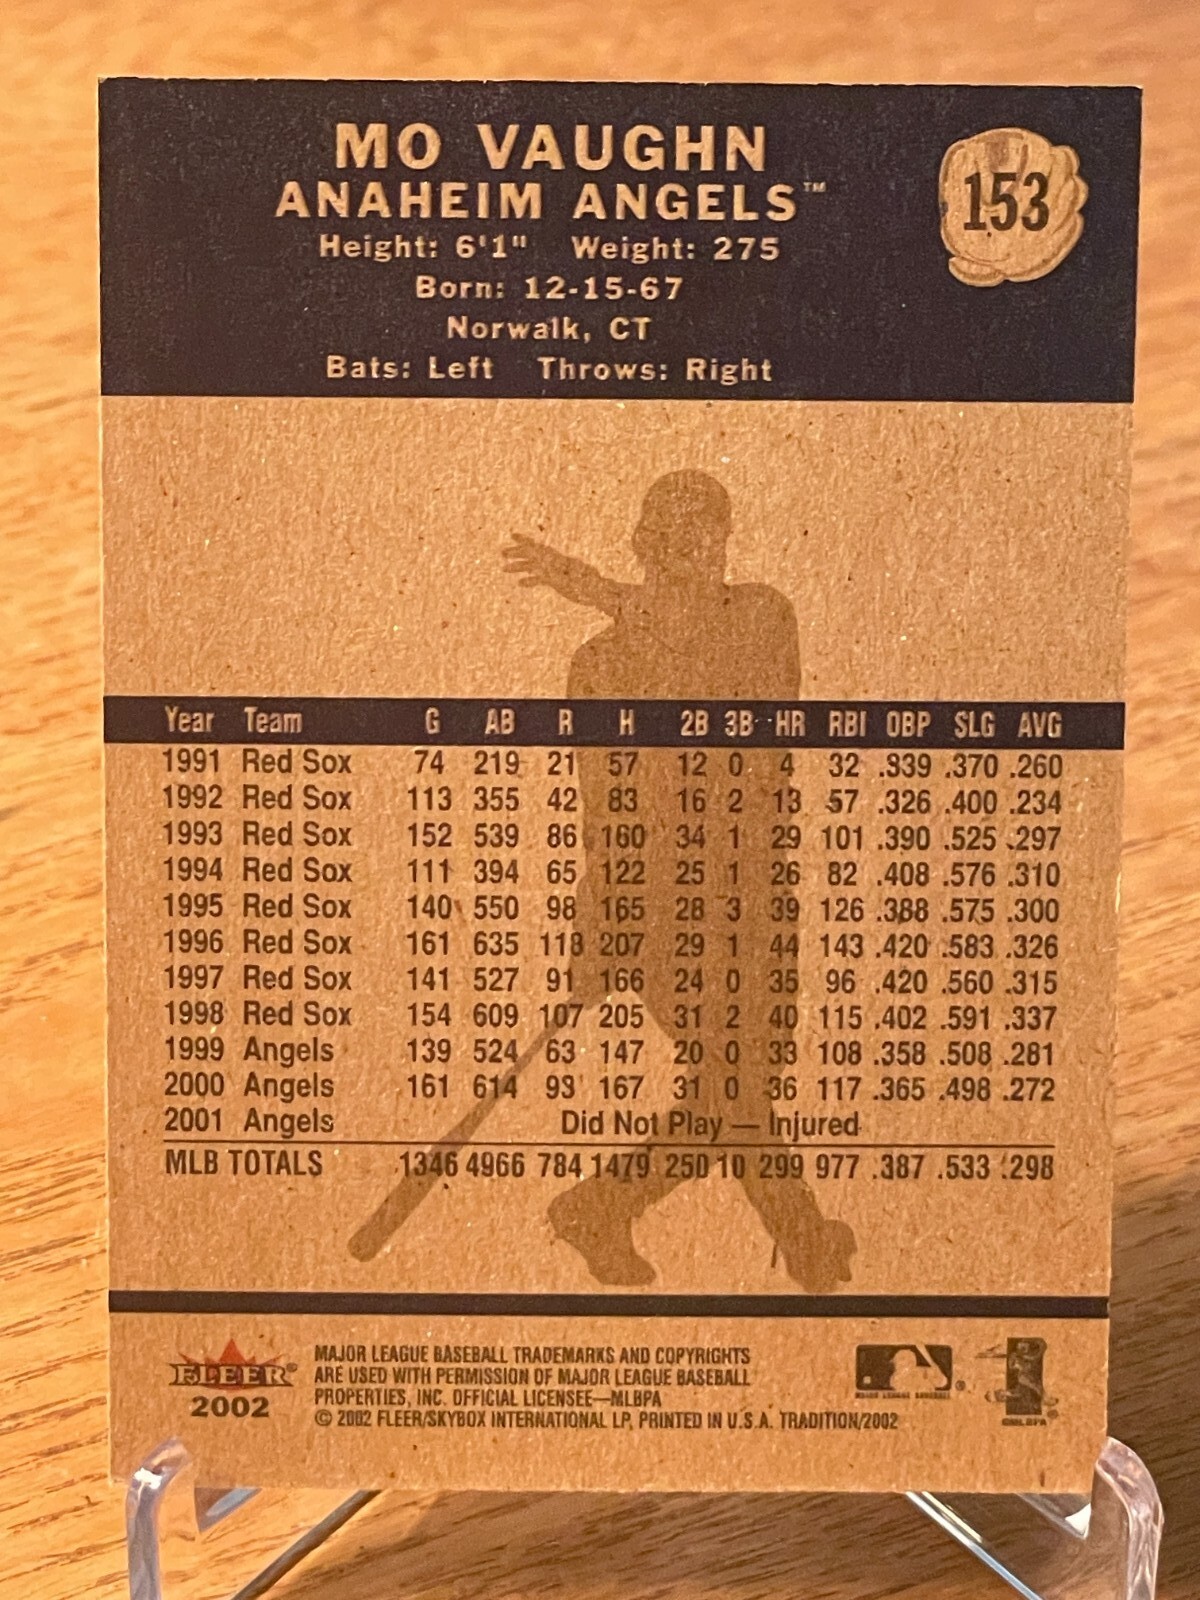 MO VAUGHN
ANAHEIM ANGELS™
153
Height: 6'1" Weight: 275
Born: 12-15-67
Norwalk, CT
Bats: Left Throws: Right
Year Team G AB R H 2B 3B HR RBI OBP SLG AVG
1991 Red Sox 74 219 21 57 12 0 4 32 .339 .370 .260
1992 Red Sox 113 355 42 83 16 2 13 57 .326 .400 .234
1993 Red Sox 152 539 86 160 34 1 29 101 .390 .525 .297
1994 Red Sox 111 394 65 122 25 1 26 82 .408 .576 .310
1995 Red Sox 140 550 98 165 28 3 39 126 .388 .575 .300
1996 Red Sox 161 635 118 207 29 1 44 143 .420 .583 .326
1997 Red Sox 141 527 91 166 24 0 35 96 .420 .560 .315
1998 Red Sox 154 609 107 205 31 2 40 115 .402 .591 .337
1999 Angels 139 524 63 147 20 0 33 108 .358 .508 .281
2000 Angels 161 614 93 167 31 0 36 117 .365 .498 .272
2001 Angels Did Not Play — Injured
MLB TOTALS 1346 4966 784 1479 250 10 299 977 .387 .533 .298
FLEER®
2002
MAJOR LEAGUE BASEBALL TRADEMARKS AND COPYRIGHTS
ARE USED WITH PERMISSION OF MAJOR LEAGUE BASEBALL
PROPERTIES, INC. OFFICIAL LICENSEE—MLBPA
© 2002 FLEER/SKYBOX INTERNATIONAL LP, PRINTED IN U.S.A. TRADITION/2002
MAJOR LEAGUE BASEBALL®
©MLBPA